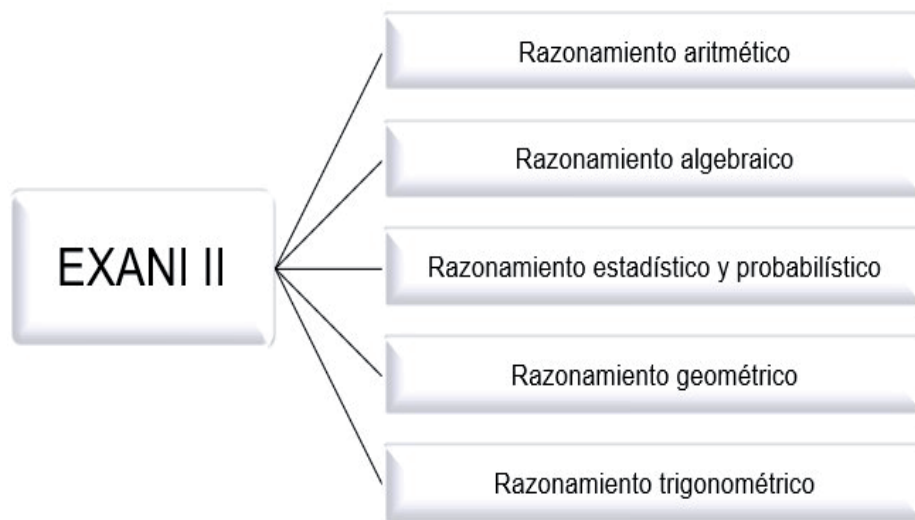 EXANI II
Razonamiento aritmético
Razonamiento algebraico
Razonamiento estadístico y probabilístico
Razonamiento geométrico
Razonamiento trigonométrico